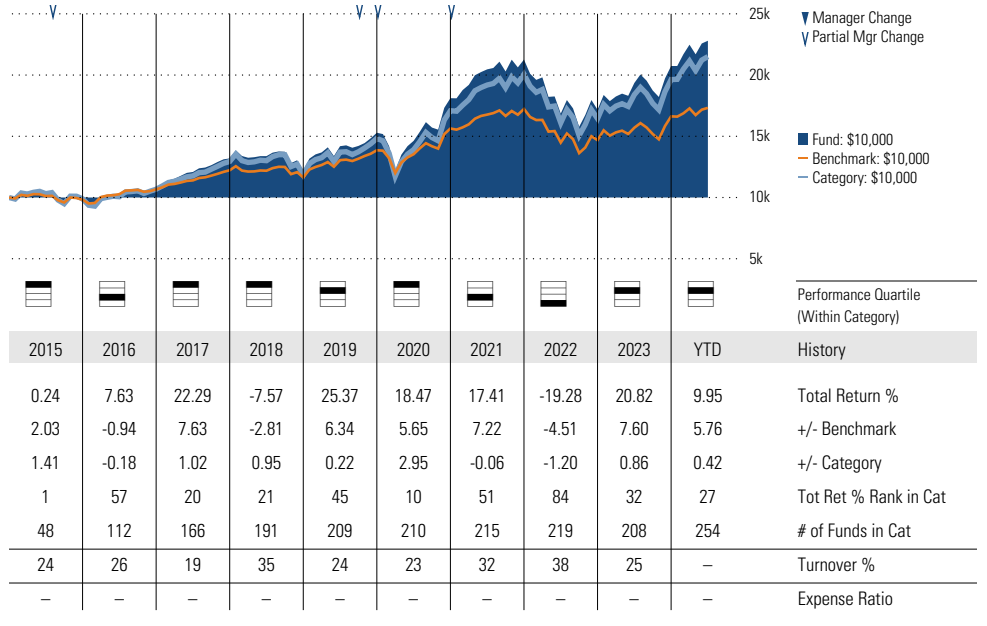 25k
20k
15k
10k
5k
Manager Change
Partial Mgr Change
Fund: $10,000
Benchmark: $10,000
Category: $10,000
Performance Quartile
(Within Category)
2015 2016 2017 2018 2019 2020 2021 2022 2023 YTD History
0.24 7.63 22.29 -7.57 25.37 18.47 17.41 -19.28 20.82 9.95 Total Return %
2.03 -0.94 7.63 -2.81 6.34 5.65 7.22 -4.51 7.60 5.76 +/- Benchmark
1.41 -0.18 1.02 0.95 0.22 2.95 -0.06 -1.20 0.86 0.42 +/- Category
1 57 20 21 45 10 51 84 32 27 Tot Ret % Rank in Cat
48 112 166 191 209 210 215 219 208 254 # of Funds in Cat
24 26 19 35 24 23 32 38 25 – Turnover %
– – – – – – – – – – Expense Ratio